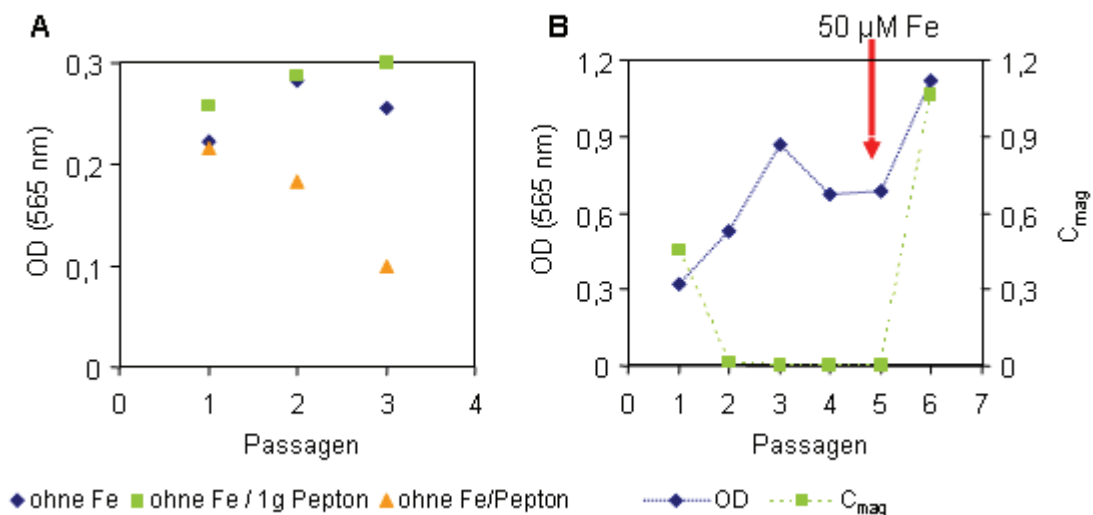 A
OD (565 nm)
0,3
0,2
0,1
0
0 1 2 3 4
Passagen
ohne Fe ohne Fe / 1g Pepton ohne Fe/Pepton
B
50 µM Fe
OD (565 nm)
1,2
0,9
0,6
0,3
0
1,2
0,9
0,6
0,3
0
C_mag
0 1 2 3 4 5 6 7
Passagen
OD C_mag